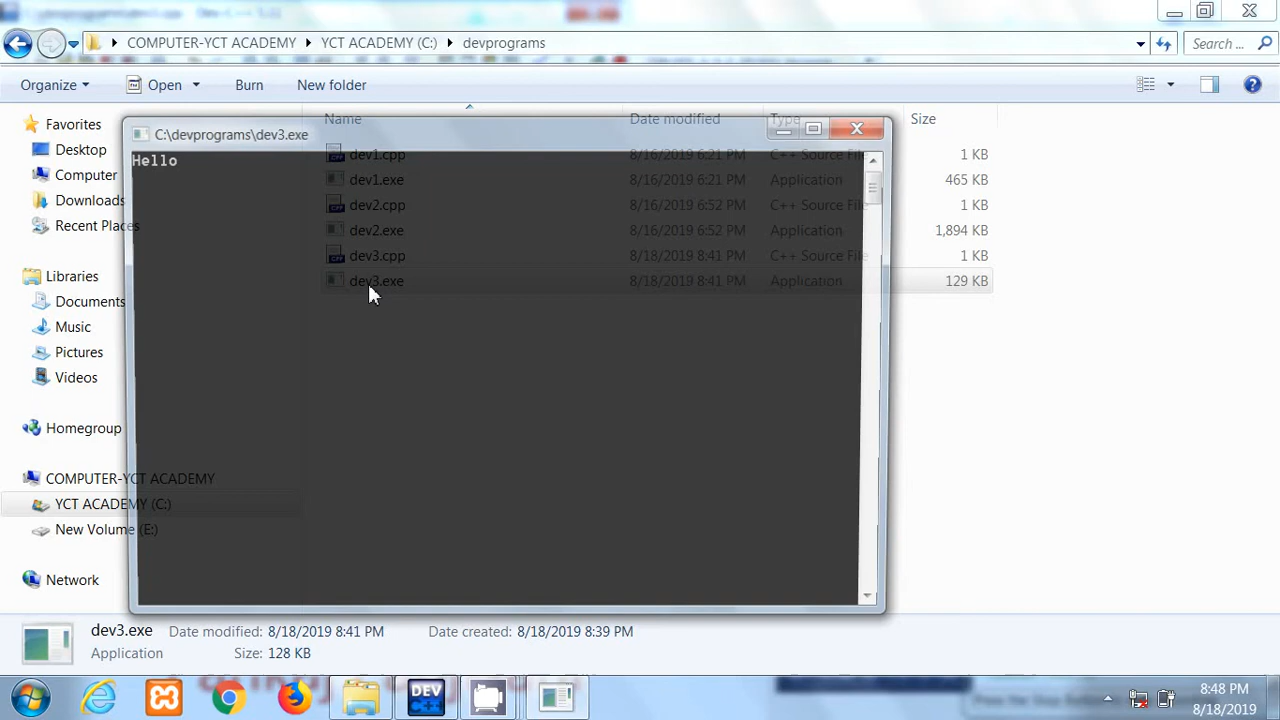 COMPUTER-YCT ACADEMY YCT ACADEMY (C:) devprograms Search ...
Organize Open Burn New folder
Name Date modified Type Size
C:\devprograms\dev3.exe
Hello
dev1.cpp 8/16/2019 6:21 PM C++ Source File 1 KB
dev1.exe 8/16/2019 6:21 PM Application 465 KB
dev2.cpp 8/16/2019 6:52 PM C++ Source File 1 KB
dev2.exe 8/16/2019 6:52 PM Application 1,894 KB
dev3.cpp 8/18/2019 8:41 PM C++ Source File 1 KB
dev3.exe 8/18/2019 8:41 PM Application 129 KB
Favorites
Desktop
Computer
Downloads
Recent Places
Libraries
Documents
Music
Pictures
Videos
Homegroup
COMPUTER-YCT ACADEMY
YCT ACADEMY (C:)
New Volume (E:)
Network
dev3.exe Date modified: 8/18/2019 8:41 PM Date created: 8/18/2019 8:39 PM
Application Size: 128 KB
DEV
8:48 PM
8/18/2019